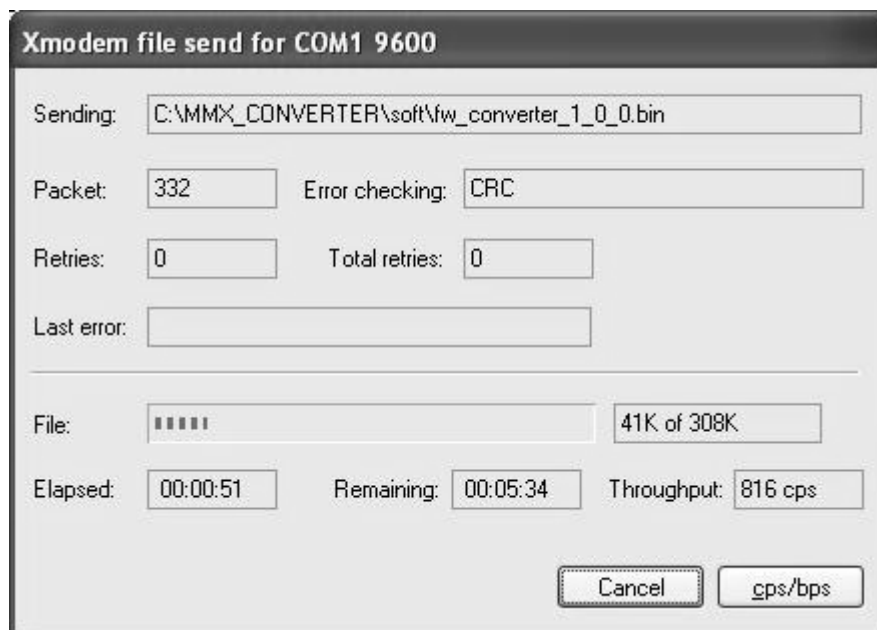 Xmodem file send for COM1 9600
Sending: C:\MMX_CONVERTER\soft\fw_converter_1_0_0.bin
Packet: 332 Error checking: CRC
Retries: 0 Total retries: 0
Last error:
File: 41K of 308K
Elapsed: 00:00:51 Remaining: 00:05:34 Throughput: 816 cps
Cancel cps/bps